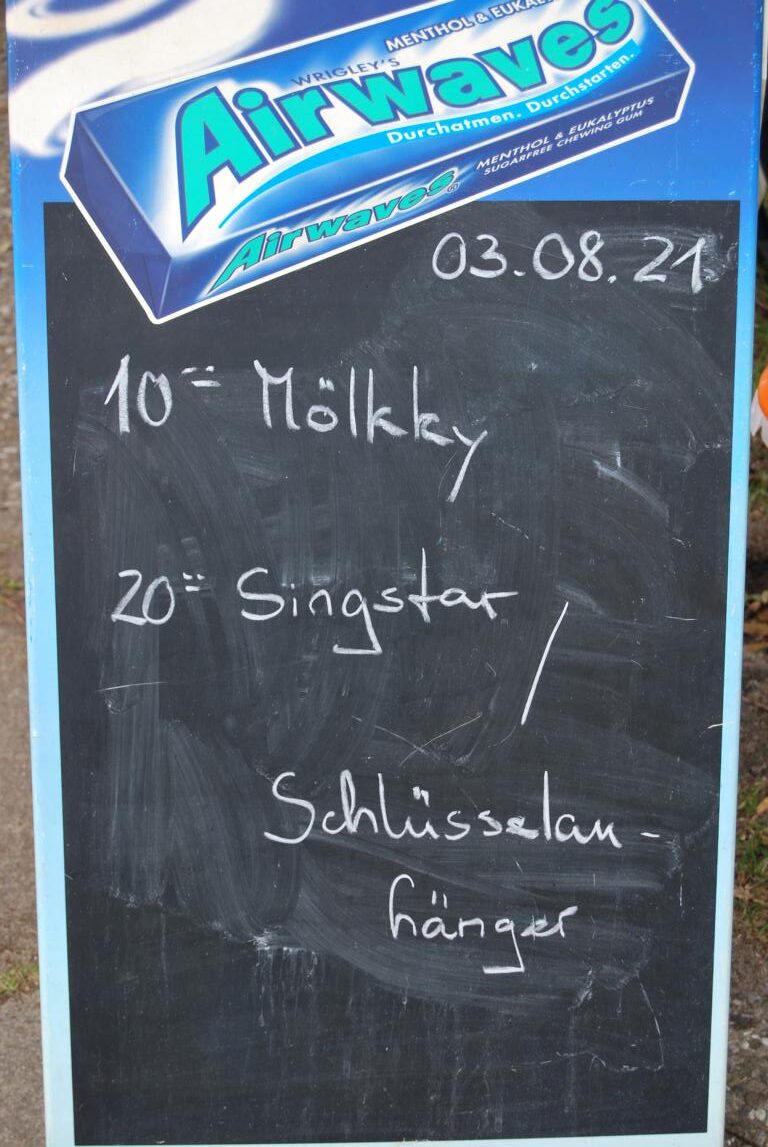 MENTHOL & EUKAL
WRIGLEY'S
Airwaves
Durchatmen. Durchstarten.
MENTHOL & EUKALYPTUS
SUGARFREE CHEWING GUM
Airwaves®
03.08.21
10== Mölkky
20== Singstar /
Schlüsselan-
hänger